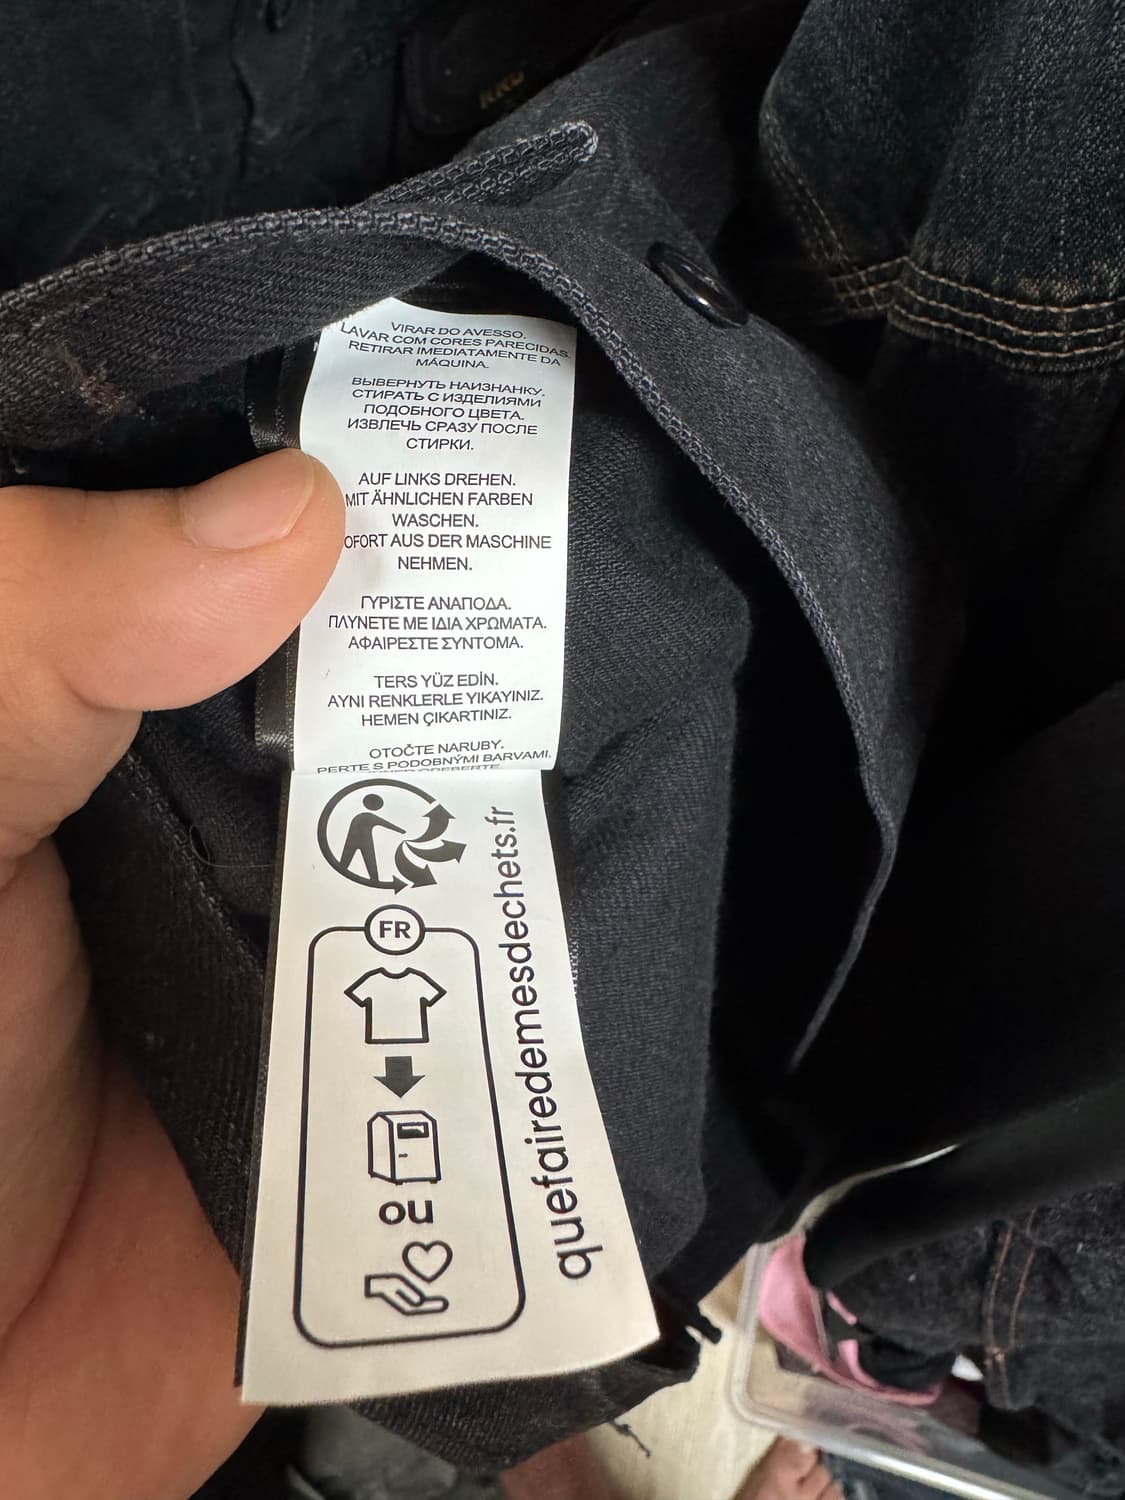 VIRAR DO AVESSO.
LAVAR COM CORES PARECIDAS.
RETIRAR IMEDIATAMENTE DA
MÁQUINA.
ВЫВЕРНУТЬ НАИЗНАНКУ.
СТИРАТЬ С ИЗДЕЛИЯМИ
ПОДОБНОГО ЦВЕТА.
ИЗВЛЕЧЬ СРАЗУ ПОСЛЕ
СТИРКИ.
AUF LINKS DREHEN.
MIT ÄHNLICHEN FARBEN
WASCHEN.
OFORT AUS DER MASCHINE
NEHMEN.
ΓΥΡΙΣΤΕ ΑΝΑΠΟΔΑ.
ΠΛΥΝΕΤΕ ΜΕ ΙΔΙΑ ΧΡΩΜΑΤΑ.
ΑΦΑΙΡΕΣΤΕ ΣΥΝΤΟΜΑ.
TERS YÜZ EDİN.
AYNI RENKLERLE YIKAYINIZ.
HEMEN ÇIKARTINIZ.
OTOČTE NARUBY.
PERTE S PODOBNÝMI BARVAMI.
FR
ou
quefairedemesdechets.fr